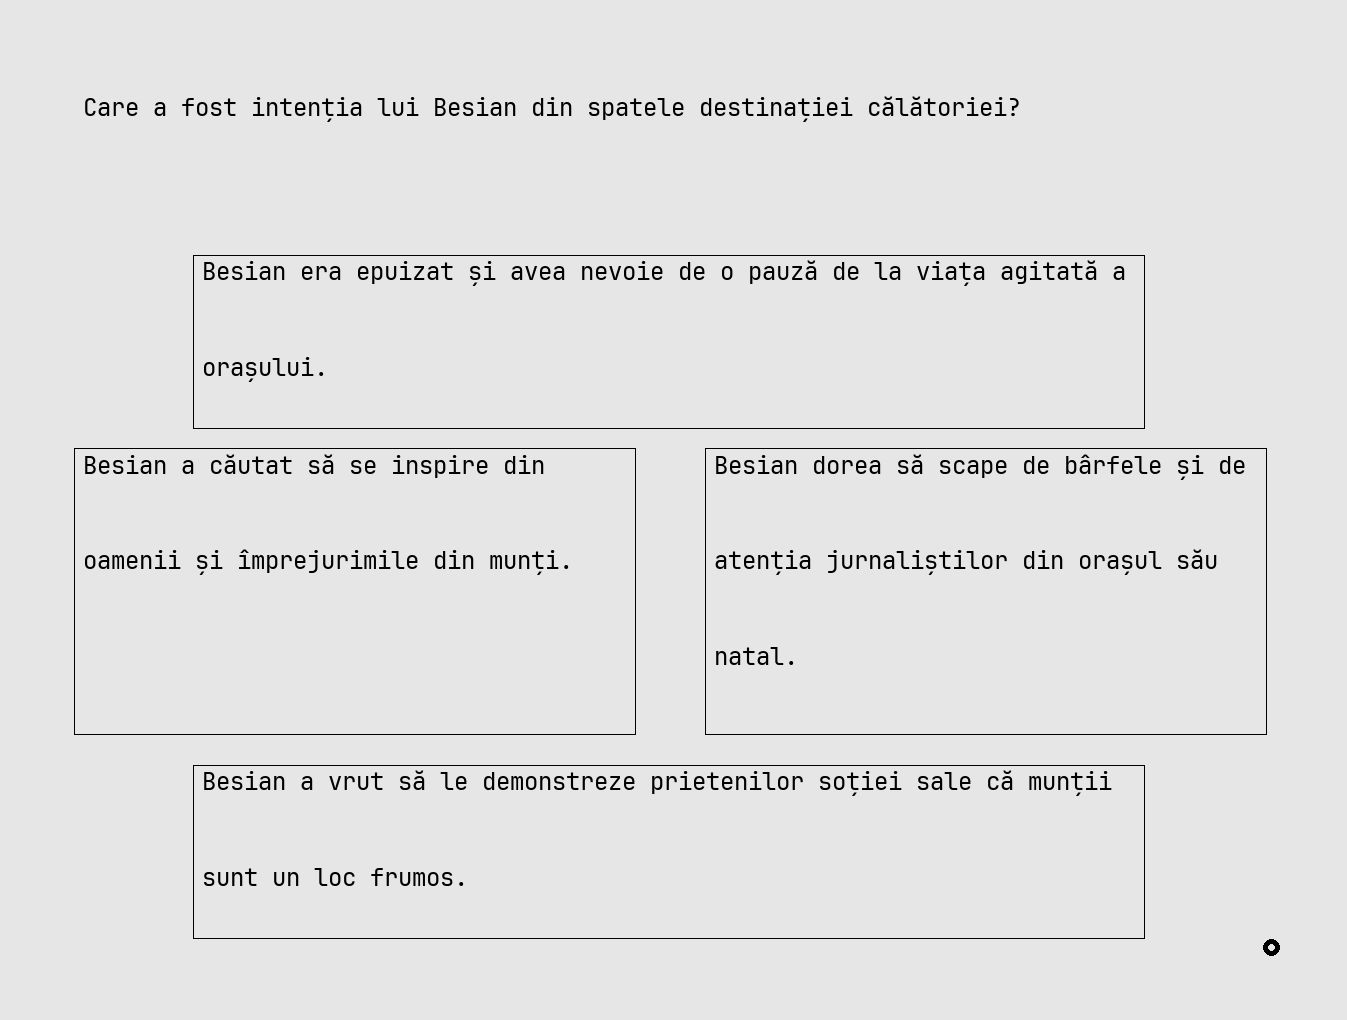 Care a fost intenția lui Besian din spatele destinației călătoriei?
Besian era epuizat și avea nevoie de o pauză de la viața agitată a
orașului.
Besian a căutat să se inspire din
oamenii și împrejurimile din munți.
Besian dorea să scape de bârfele și de
atenția jurnaliștilor din orașul său
natal.
Besian a vrut să le demonstreze prietenilor soției sale că munții
sunt un loc frumos.